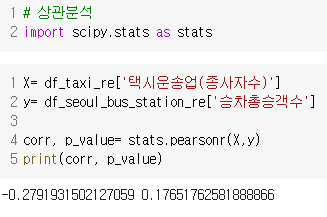 1 # 상관분석
2 import scipy.stats as stats
1 X= df_taxi_re['택시운송업(종사자수)']
2 y= df_seoul_bus_station_re['승차총승객수']
3
4 corr, p_value= stats.pearsonr(X,y)
5 print(corr, p_value)
-0.2791931502127059 0.17651762581888866